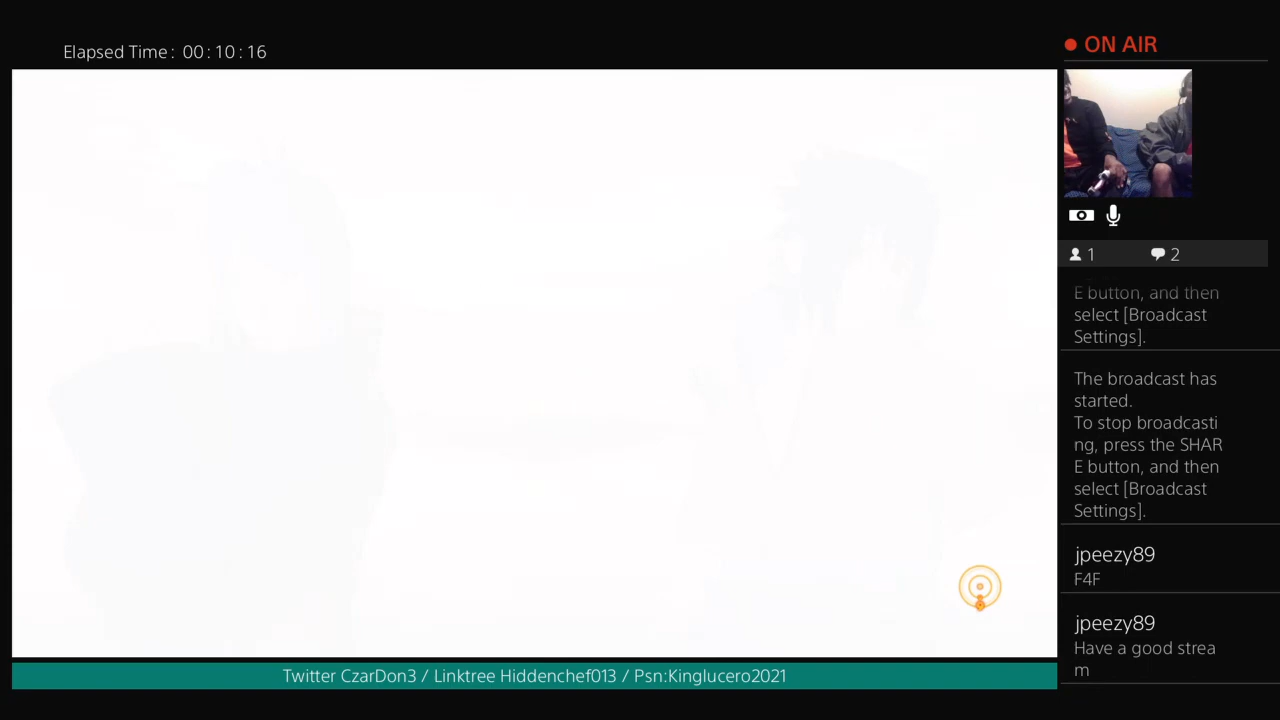 Elapsed Time: 00:10:16
ON AIR
1 2
E button, and then
select [Broadcast
Settings].
The broadcast has
started.
To stop broadcasti
ng, press the SHAR
E button, and then
select [Broadcast
Settings].
jpeezy89
F4F
jpeezy89
Have a good strea
m
Twitter CzarDon3 / Linktree Hiddenchef013 / Psn:Kinglucero2021